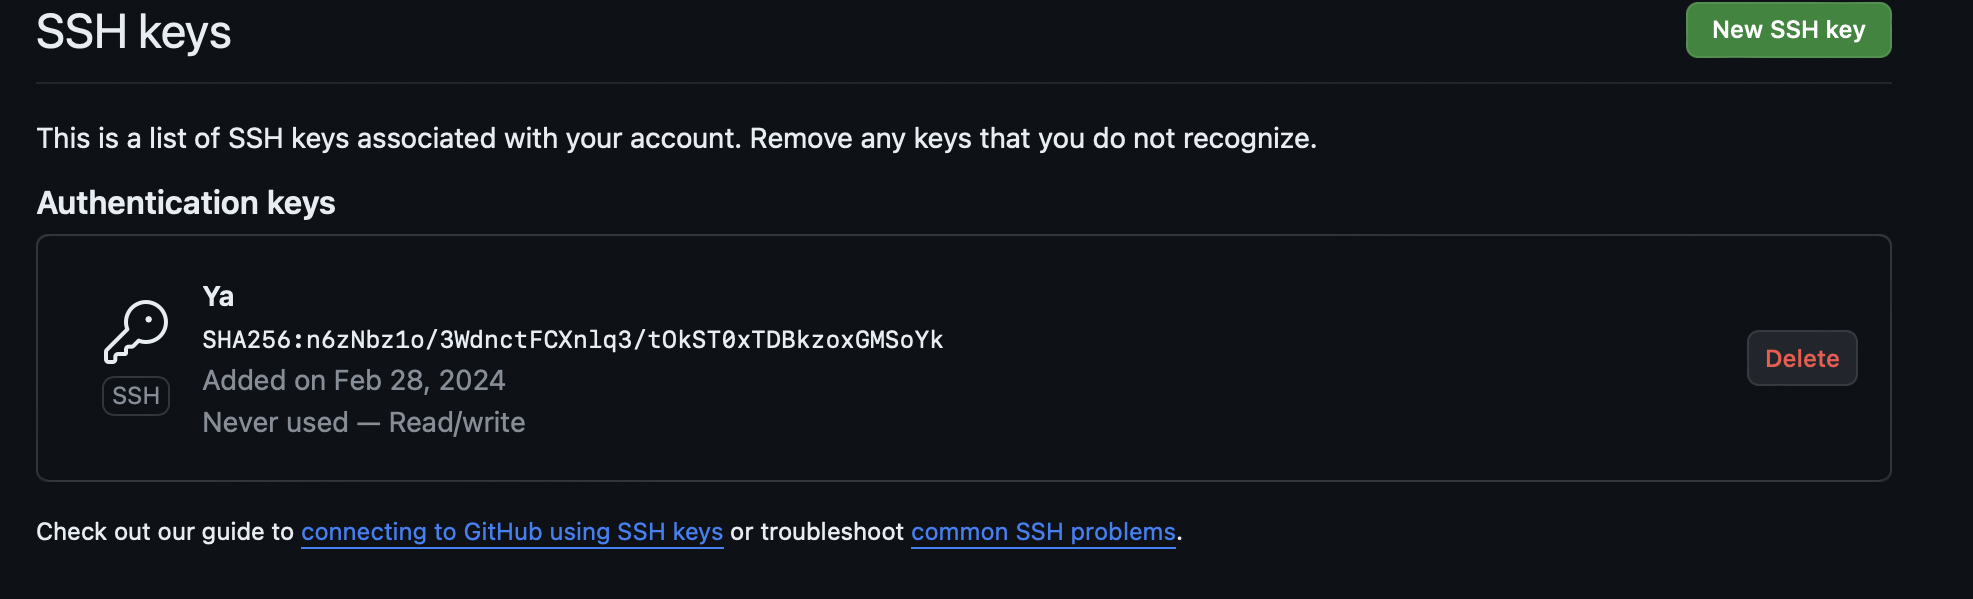 SSH keys
New SSH key
This is a list of SSH keys associated with your account. Remove any keys that you do not recognize.
Authentication keys
Ya
SHA256:n6zNbz1o/3WdnctFCXnlq3/tOkST0xTDBkzoxGMSoYk
SSH
Added on Feb 28, 2024
Never used — Read/write
Delete
Check out our guide to connecting to GitHub using SSH keys or troubleshoot common SSH problems.